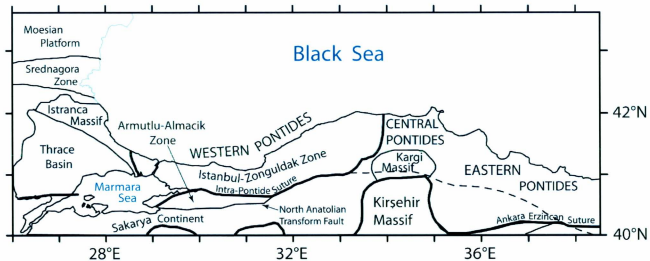 Moesian
Platform
Srednagora
Zone
Black Sea
Istranca
Massif
Armutlu-Almacik
Zone
WESTERN PONTIDES
CENTRAL
PONTIDES
42°N
Thrace
Basin
Istanbul-Zonguldak Zone
Kargi
Massif
EASTERN
PONTIDES
Marmara
Sea
Intra-Pontide Suture
Kirşehir
Massif
North Anatolian
Transform Fault
Sakarya Continent
Ankara Erzincan Suture
40°N
28°E
32°E
36°E